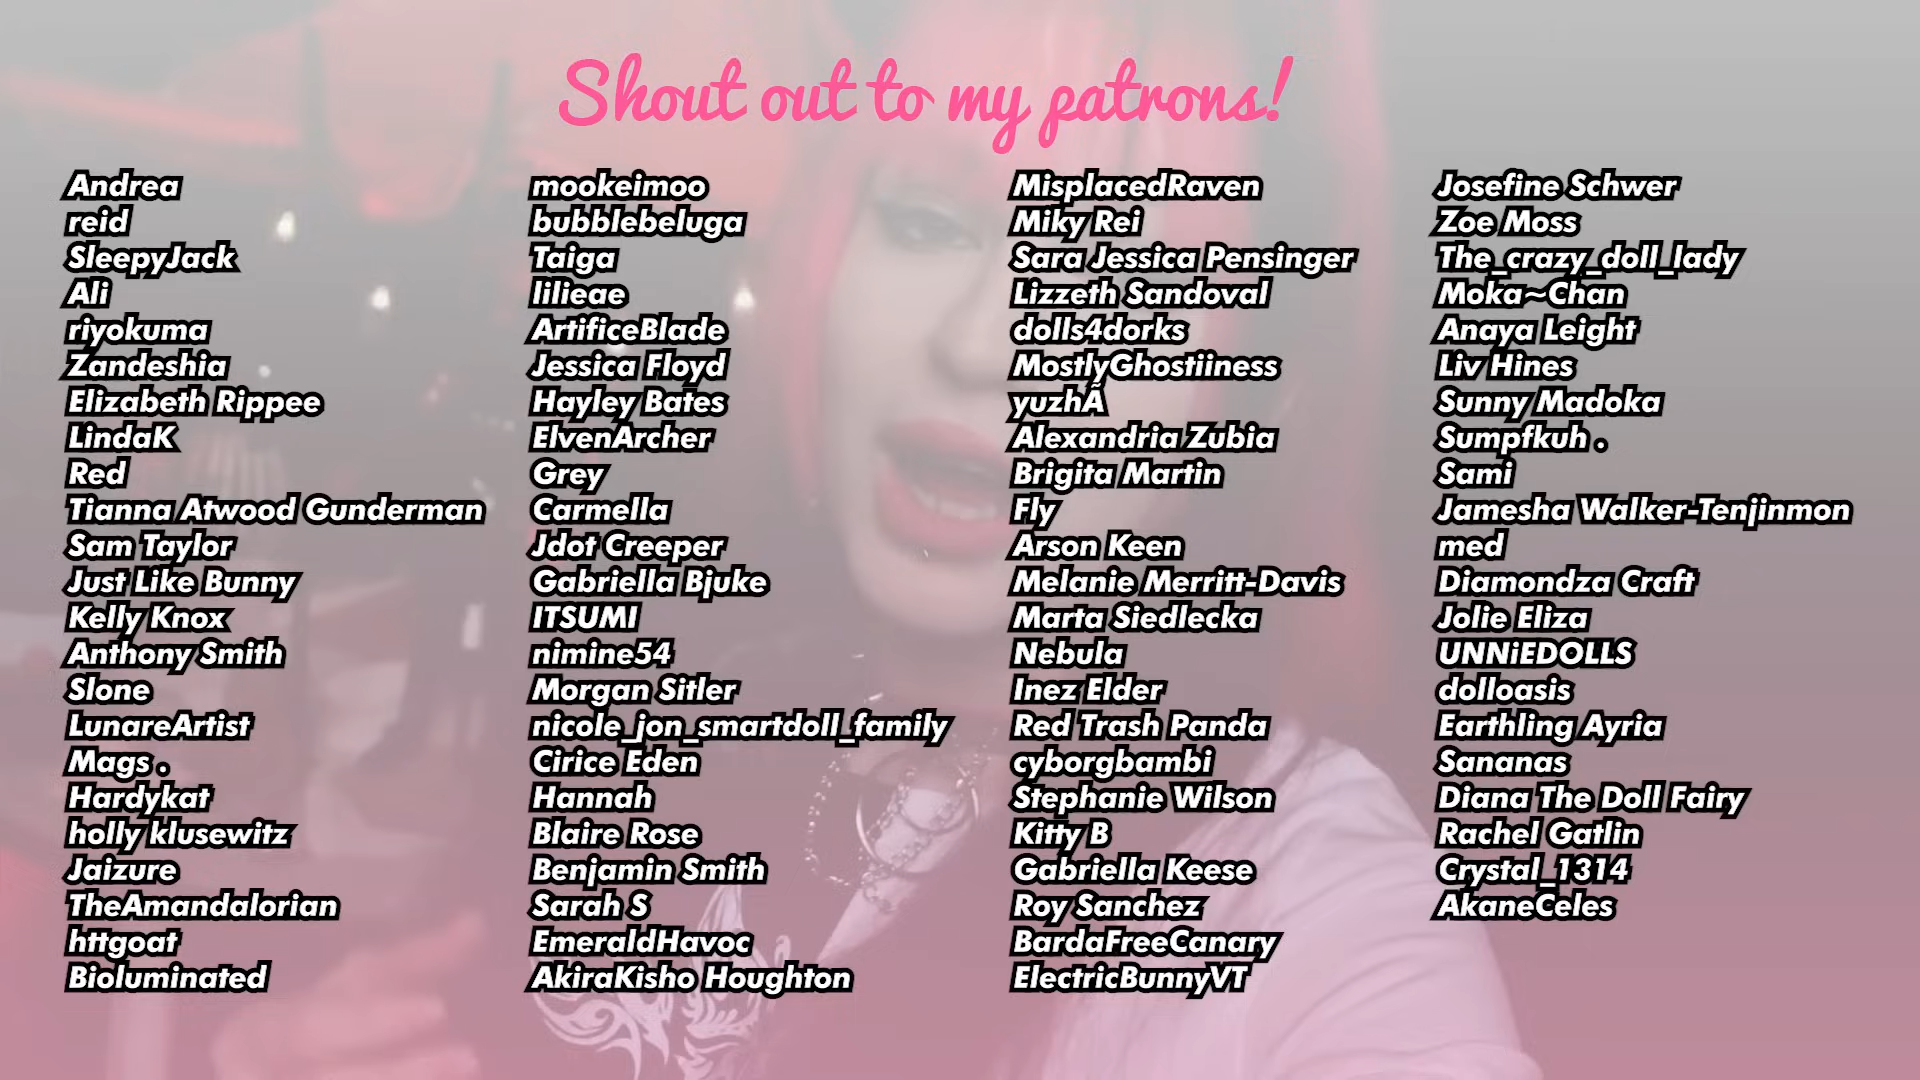 Shout out to my patrons!
Andrea
reid
SleepyJack
Ali
riyokuma
Zandeshia
Elizabeth Rippee
LindaK
Red
Tianna Atwood Gunderman
Sam Taylor
Just Like Bunny
Kelly Knox
Anthony Smith
Slone
LunareArtist
Mags .
Hardykat
holly klusewitz
Jaizure
TheAmandalorian
httgoat
Bioluminated
mookeimoo
bubblebeluga
Taiga
lilieae
ArtificeBlade
Jessica Floyd
Hayley Bates
ElvenArcher
Grey
Carmella
Jdot Creeper
Gabriella Bjuke
ITSUMI
nimine54
Morgan Sitler
nicole_jon_smartdoll_family
Cirice Eden
Hannah
Blaire Rose
Benjamin Smith
Sarah S
EmeraldHavoc
AkiraKisho Houghton
MisplacedRaven
Miky Rei
Sara Jessica Pensinger
Lizzeth Sandoval
dolls4dorks
MostlyGhostiiness
yuzhÃ
Alexandria Zubia
Brigita Martin
Fly
Arson Keen
Melanie Merritt-Davis
Marta Siedlecka
Nebula
Inez Elder
Red Trash Panda
cyborgbambi
Stephanie Wilson
Kitty B
Gabriella Keese
Roy Sanchez
BardaFreeCanary
ElectricBunnyVT
Josefine Schwer
Zoe Moss
The_crazy_doll_lady
Moka~Chan
Anaya Leight
Liv Hines
Sunny Madoka
Sumpfkuh .
Sami
Jamesha Walker-Tenjinmon
med
Diamondza Craft
Jolie Eliza
UNNiEDOLLS
dolloasis
Earthling Ayria
Sananas
Diana The Doll Fairy
Rachel Gatlin
Crystal_1314
AkaneCeles